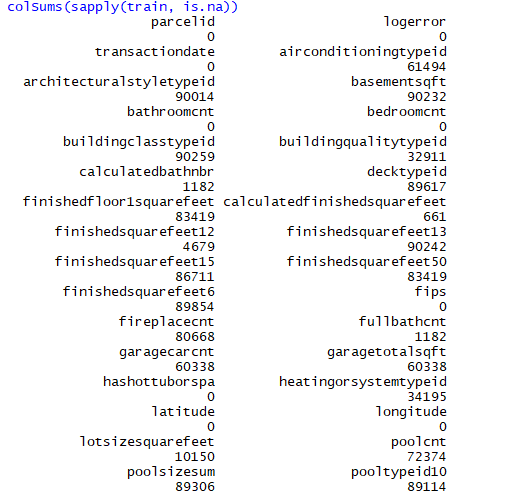 colSums(sapply(train, is.na))
parcelid logerror
0 0
transactiondate airconditioningtypeid
0 61494
architecturalstyletypeid basementsqft
90014 90232
bathroomcnt bedroomcnt
0 0
buildingclasstypeid buildingqualitytypeid
90259 32911
calculatedbathnbr decktypeid
1182 89617
finishedfloor1squarefeet calculatedfinishedsquarefeet
83419 661
finishedsquarefeet12 finishedsquarefeet13
4679 90242
finishedsquarefeet15 finishedsquarefeet50
86711 83419
finishedsquarefeet6 fips
89854 0
fireplacecnt fullbathcnt
80668 1182
garagecarcnt garagetotalsqft
60338 60338
hashottuborspa heatingorsystemtypeid
0 34195
latitude longitude
0 0
lotsizesquarefeet poolcnt
10150 72374
poolsizesum pooltypeid10
89306 89114